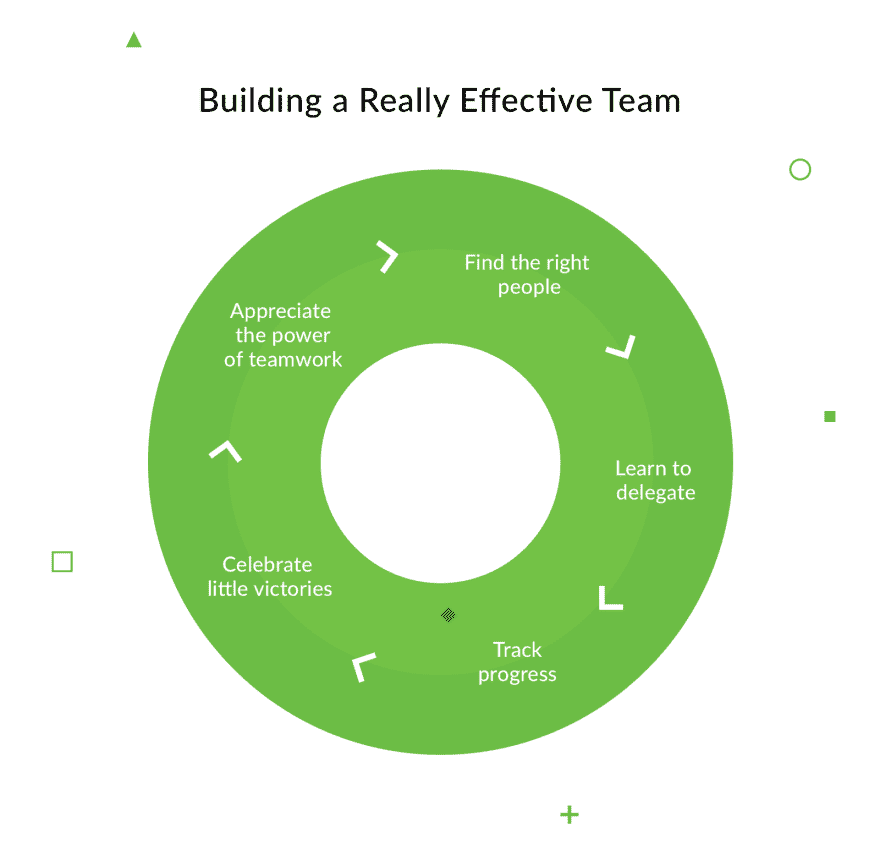 Building a Really Effective Team
Find the right
people
Learn to
delegate
Track
progress
Celebrate
little victories
Appreciate
the power
of teamwork